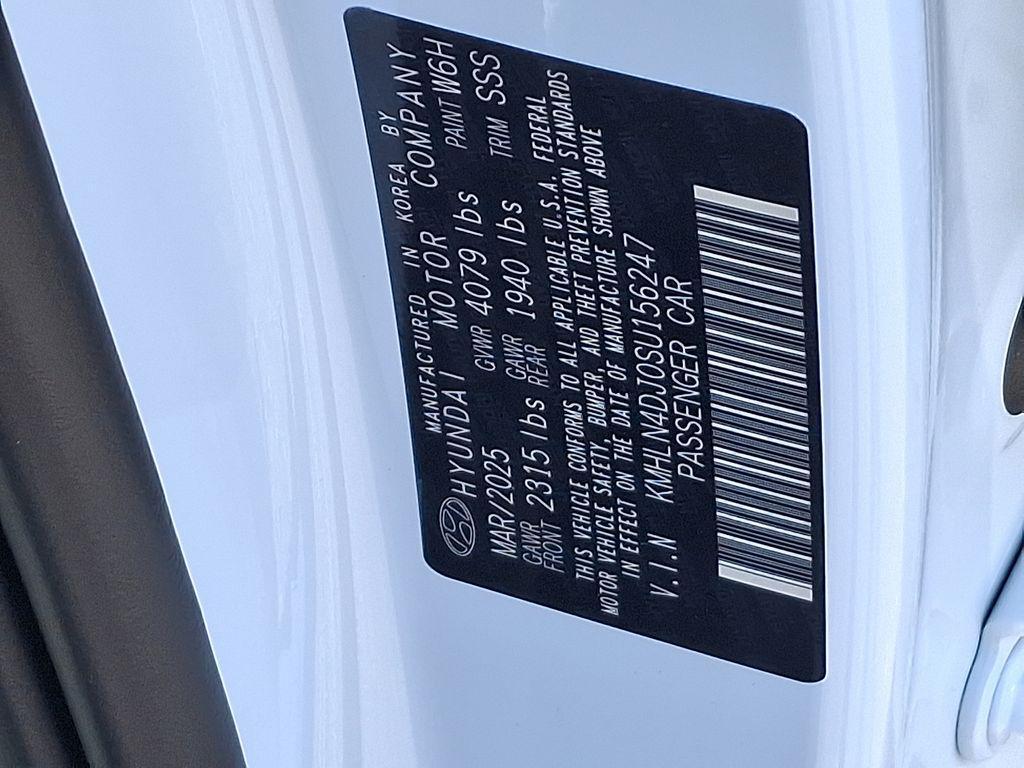 MANUFACTURED IN KOREA BY
HYUNDAI MOTOR COMPANY
MAR/2025 GVWR 4079 lbs PAINT W6H
GAWR FRONT 2315 lbs GAWR REAR 1940 lbs TRIM SSS
THIS VEHICLE CONFORMS TO ALL APPLICABLE U.S.A. FEDERAL
MOTOR VEHICLE SAFETY, BUMPER, AND THEFT PREVENTION STANDARDS
IN EFFECT ON THE DATE OF MANUFACTURE SHOWN ABOVE
V.I.N KMHLN4DJ0SU156247
PASSENGER CAR